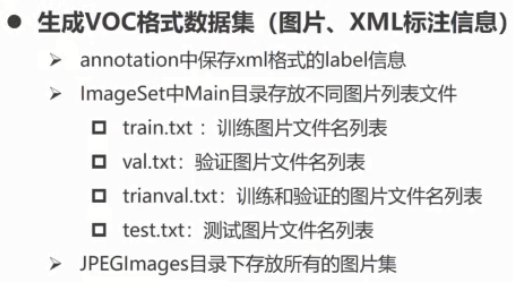 ● 生成VOC格式数据集（图片、XML标注信息）
➢ annotation中保存xml格式的label信息
➢ ImageSet中Main目录存放不同图片列表文件
□ train.txt ：训练图片文件名列表
□ val.txt：验证图片文件名列表
□ trianval.txt：训练和验证的图片文件名列表
□ test.txt：测试图片文件名列表
➢ JPEGImages目录下存放所有的图片集